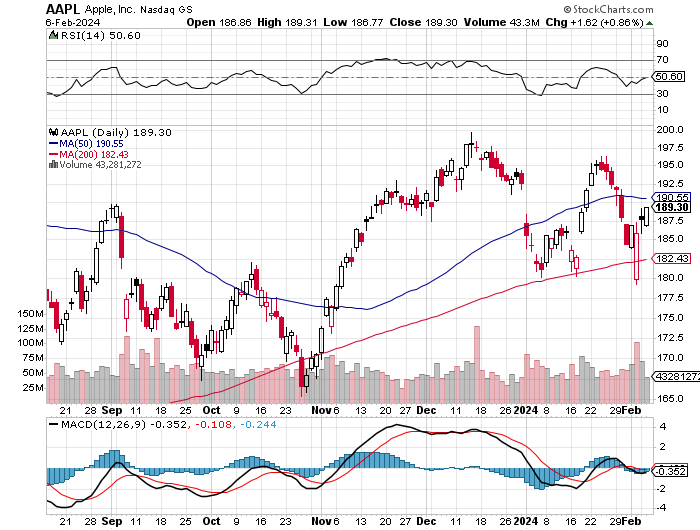 AAPL Apple, Inc. Nasdaq GS
© StockCharts.com
6-Feb-2024
Open 186.86 High 189.31 Low 186.77 Close 189.30 Volume 43.3M Chg +1.62 (+0.86%)
RSI(14) 50.60
90
70
50.60
30
10
AAPL (Daily) 189.30
MA(50) 190.55
MA(200) 182.43
Volume 43,281,272
200.0
197.5
195.0
192.5
190.55
189.30
187.5
185.0
182.43
180.0
177.5
175.0
172.5
170.0
43281272
165.0
150M
125M
100M
75M
50M
25M
21 28 Sep 11 18 25 Oct 9 16 23 Nov 6 13 20 27 Dec 11 18 26 2024 8 16 22 29 Feb
MACD(12,26,9) -0.352, -0.108, -0.244
4
2
-0.352
-2
-4
21 28 Sep 11 18 25 Oct 9 16 23 Nov 6 13 20 27 Dec 11 18 26 2024 8 16 22 29 Feb